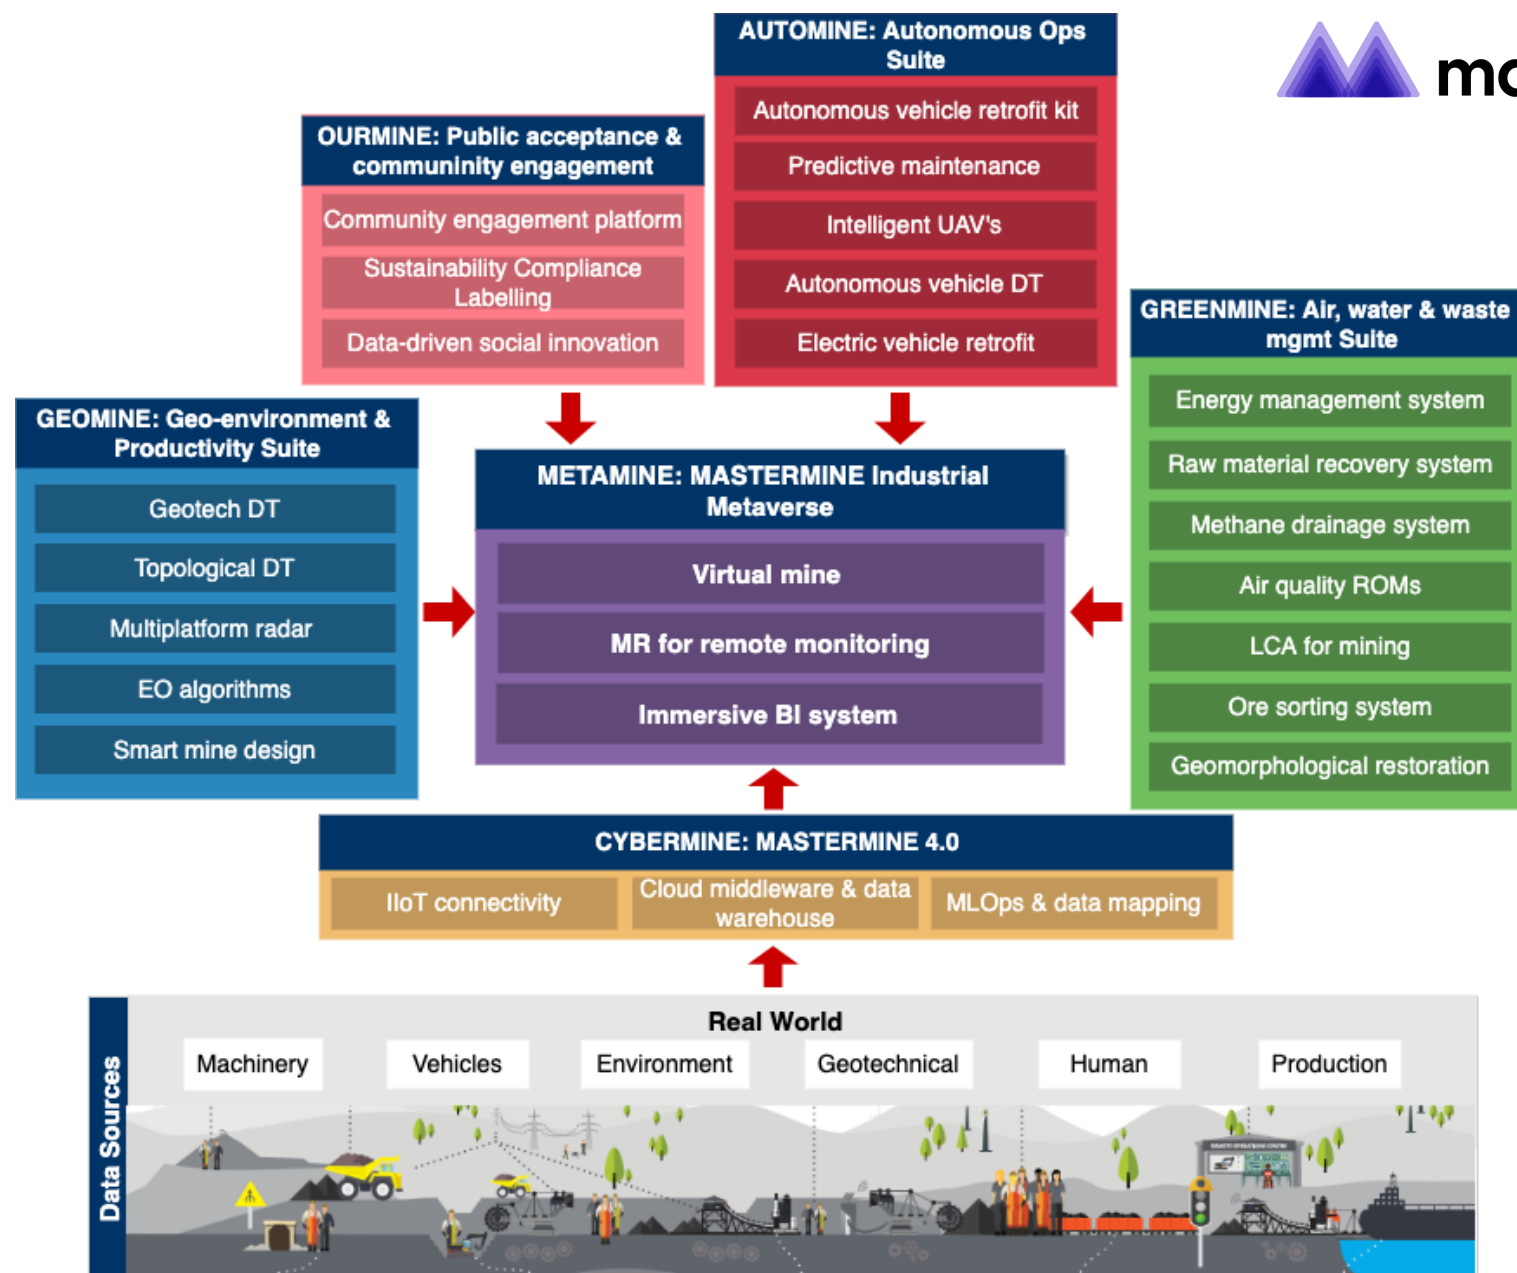 AUTOMINE: Autonomous Ops
Suite
Autonomous vehicle retrofit kit
Predictive maintenance
Intelligent UAV's
Autonomous vehicle DT
Electric vehicle retrofit
OURMINE: Public acceptance &
communinity engagement
Community engagement platform
Sustainability Compliance
Labelling
Data-driven social innovation
GREENMINE: Air, water & waste
mgmt Suite
Energy management system
Raw material recovery system
Methane drainage system
Air quality ROMs
LCA for mining
Ore sorting system
Geomorphological restoration
GEOMINE: Geo-environment &
Productivity Suite
Geotech DT
Topological DT
Multiplatform radar
EO algorithms
Smart mine design
METAMINE: MASTERMINE Industrial
Metaverse
Virtual mine
MR for remote monitoring
Immersive BI system
CYBERMINE: MASTERMINE 4.0
IIoT connectivity
Cloud middleware & data
warehouse
MLOps & data mapping
Data Sources
Real World
Machinery
Vehicles
Environment
Geotechnical
Human
Production